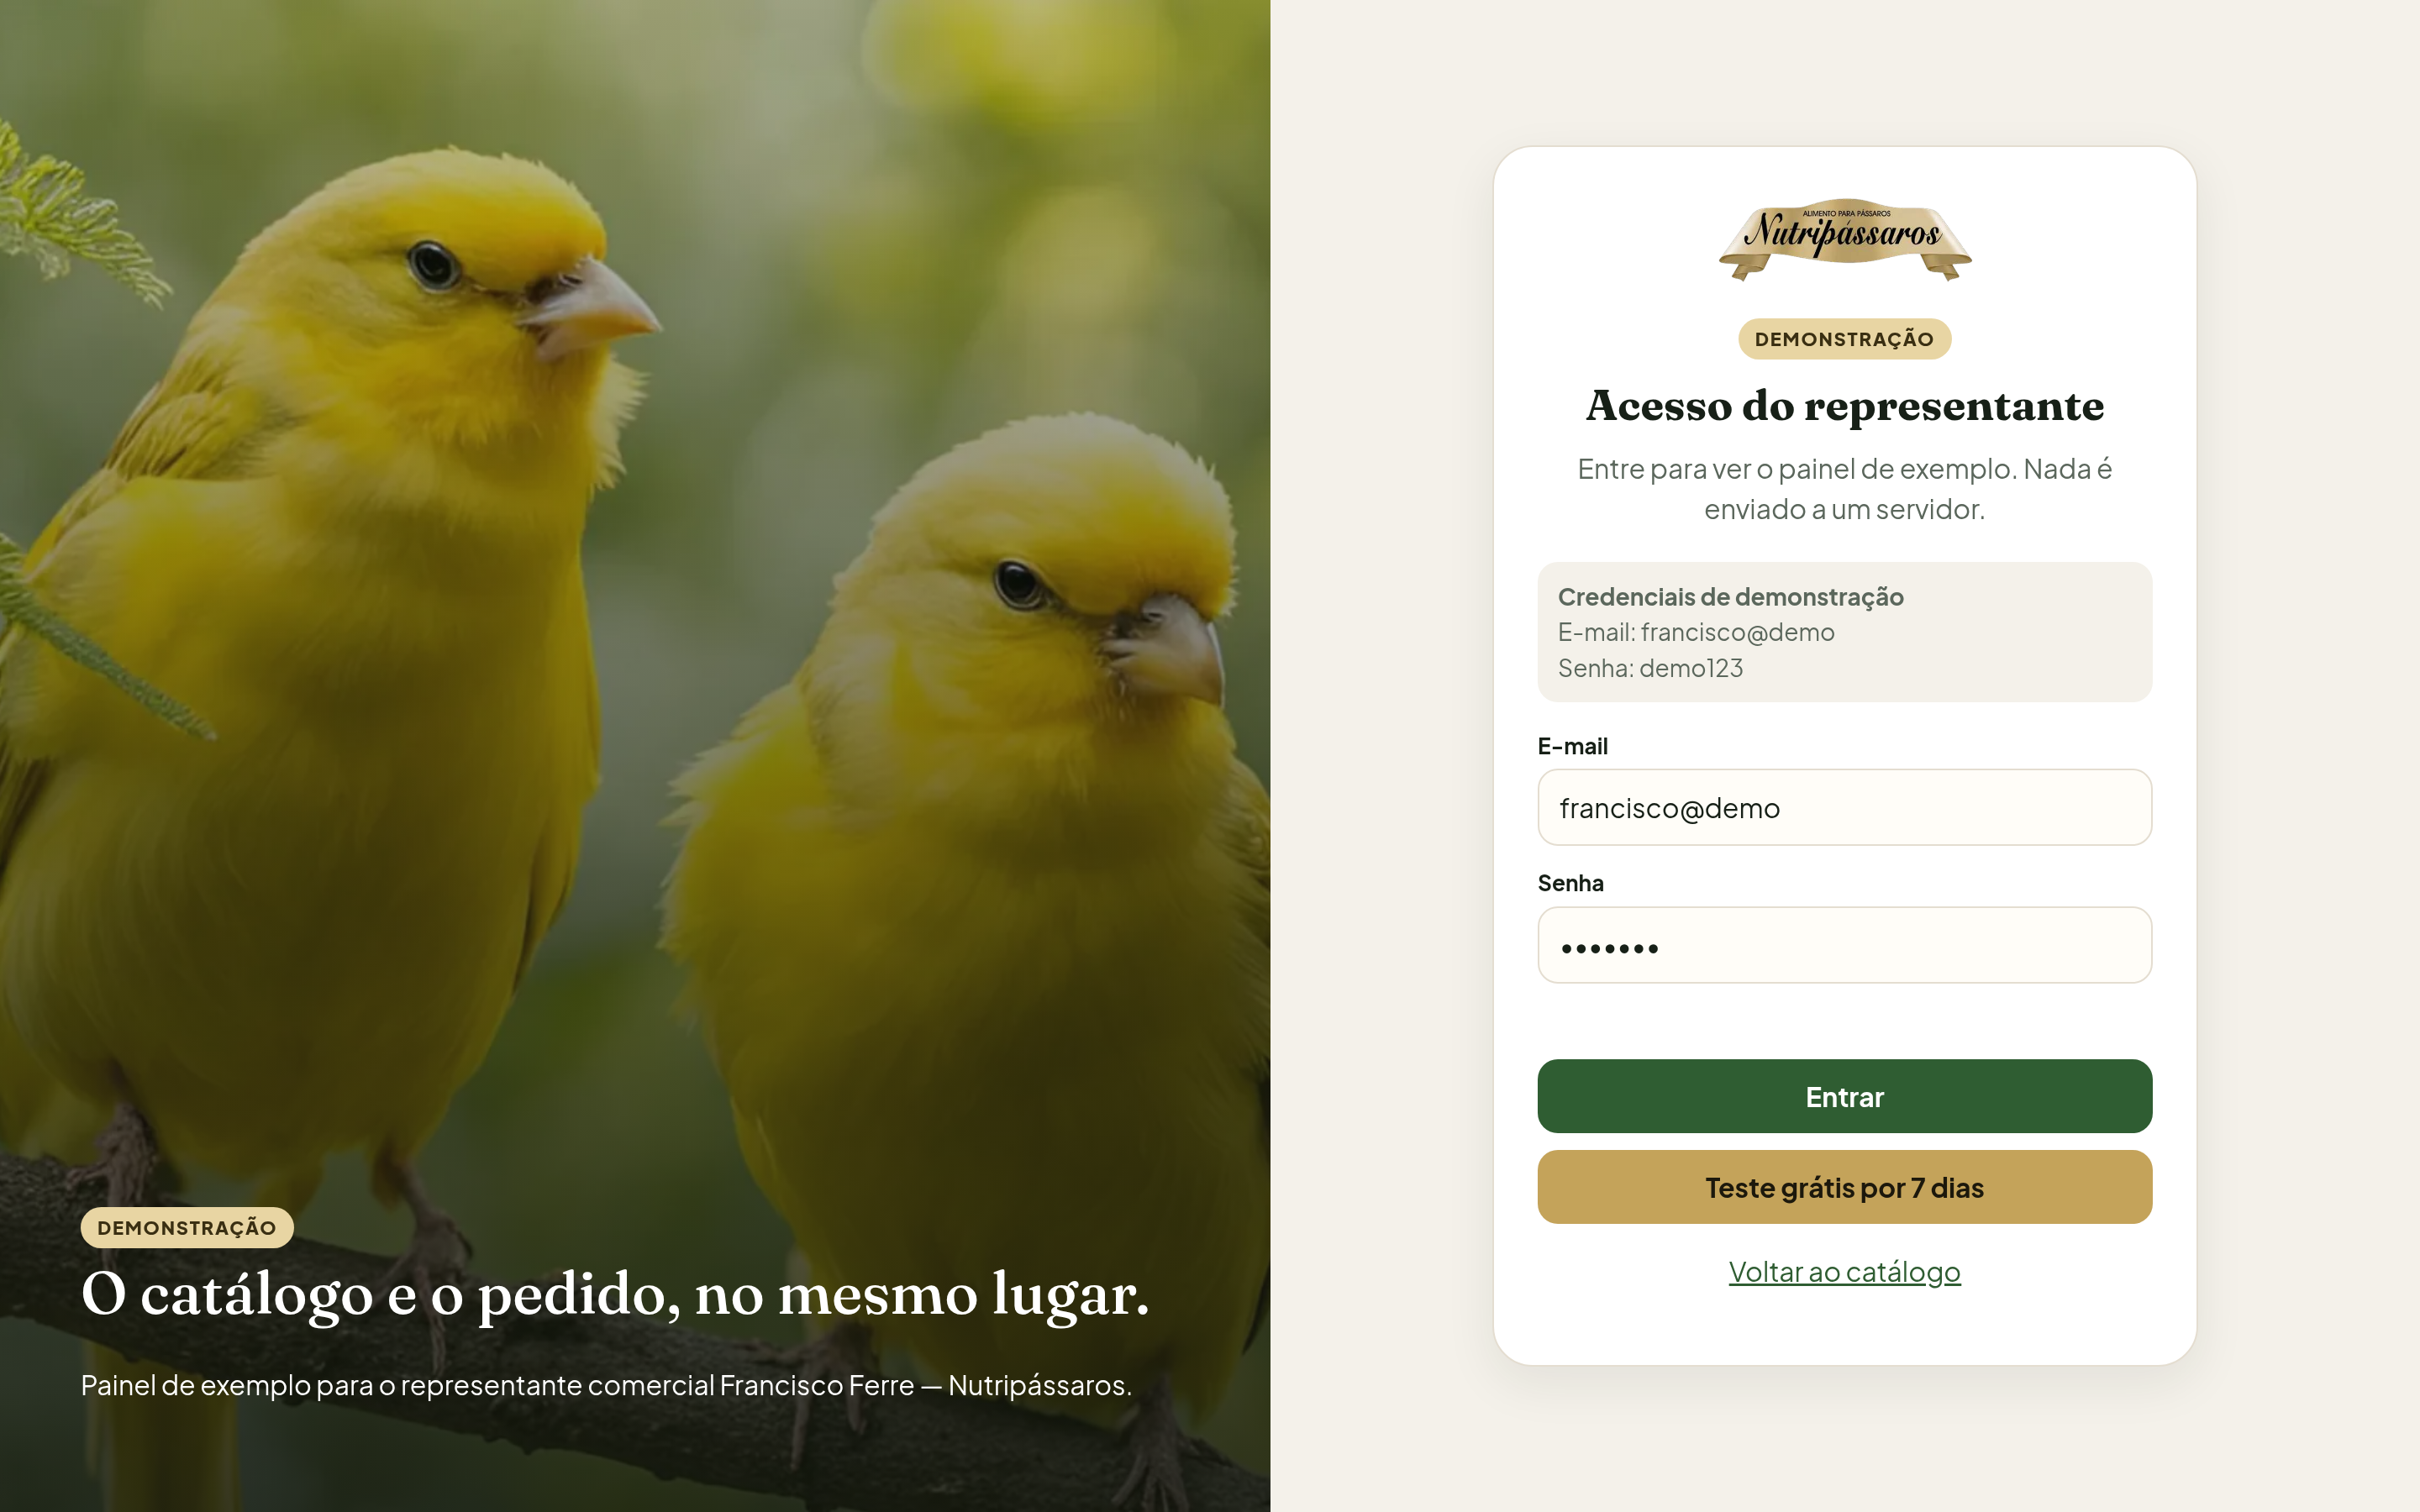 DEMONSTRAÇÃO
O catálogo e o pedido, no mesmo lugar.
Painel de exemplo para o representante comercial Francisco Ferre — Nutripássaros.
ALIMENTO PARA PÁSSAROS
Nutripássaros
DEMONSTRAÇÃO
Acesso do representante
Entre para ver o painel de exemplo. Nada é
enviado a um servidor.
Credenciais de demonstração
E-mail: francisco@demo
Senha: demo123
E-mail
francisco@demo
Senha
•••••••
Entrar
Teste grátis por 7 dias
Voltar ao catálogo